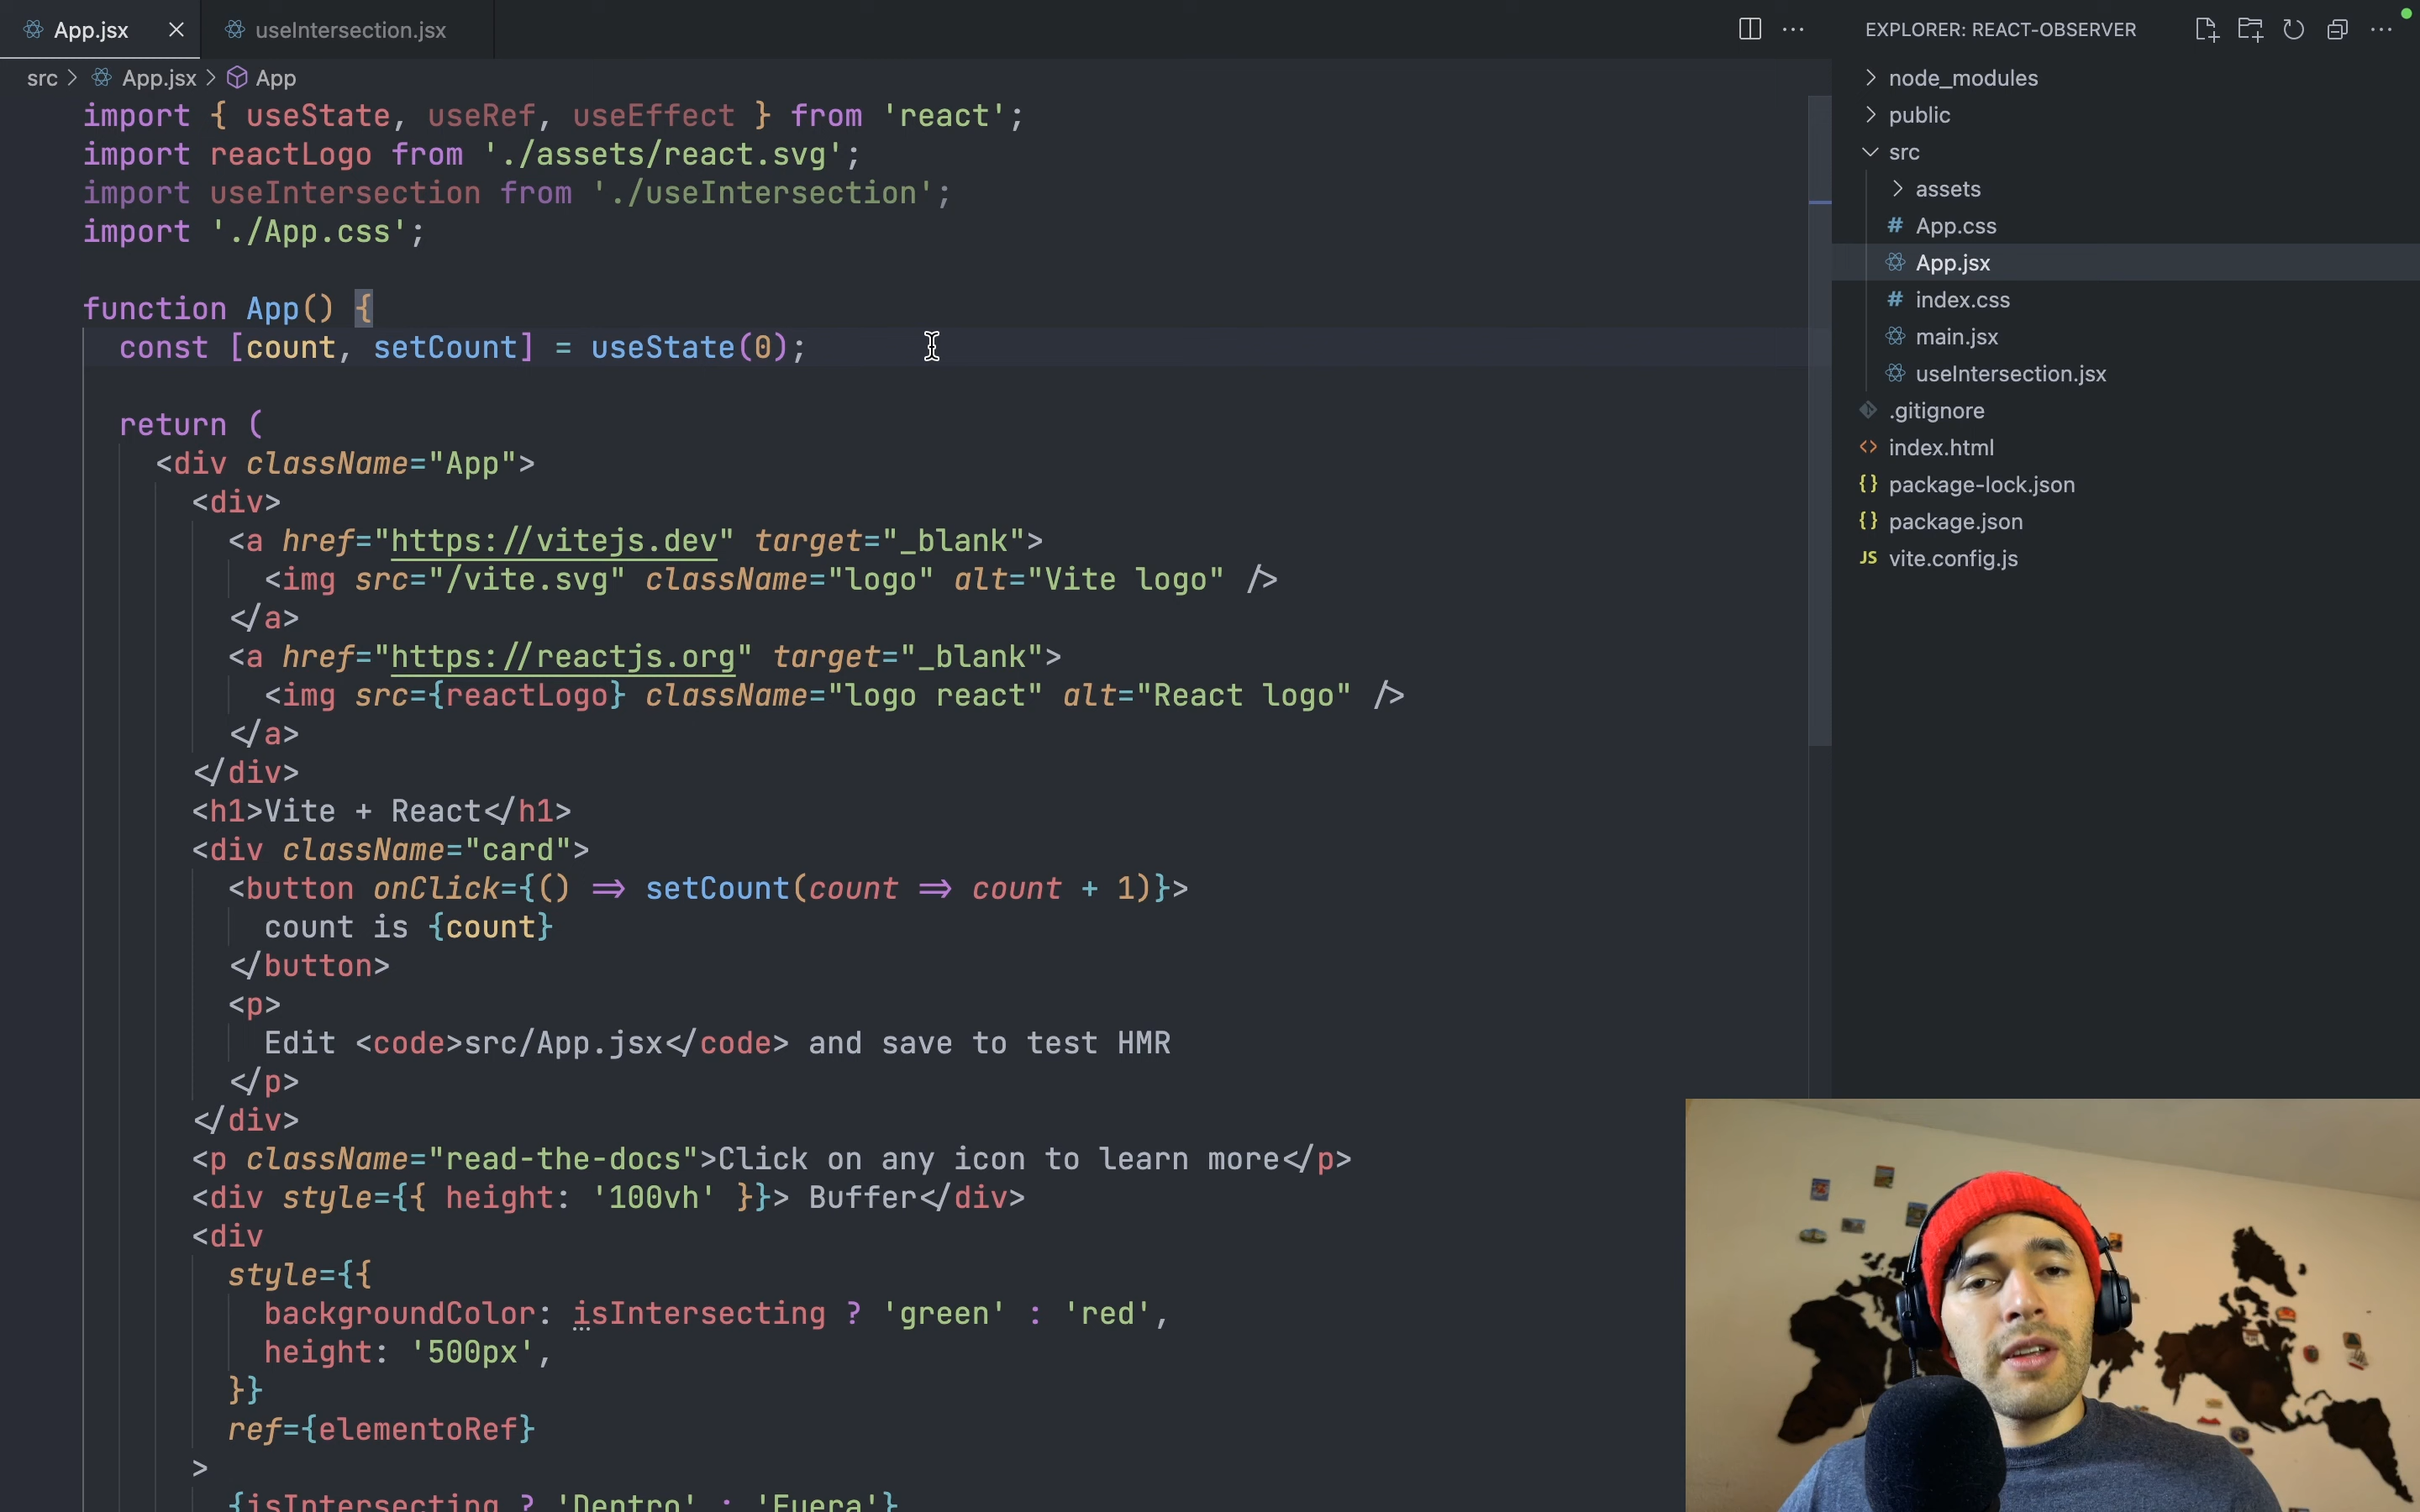 App.jsx
useIntersection.jsx
src > App.jsx > App
import { useState, useRef, useEffect } from 'react';
import reactLogo from './assets/react.svg';
import useIntersection from './useIntersection';
import './App.css';
function App() {
const [count, setCount] = useState(0);
return (
<div className="App">
<div>
<a href="https://vitejs.dev" target="_blank">
<img src="/vite.svg" className="logo" alt="Vite logo" />
</a>
<a href="https://reactjs.org" target="_blank">
<img src={reactLogo} className="logo react" alt="React logo" />
</a>
</div>
<h1>Vite + React</h1>
<div className="card">
<button onClick={() => setCount(count => count + 1)}>
count is {count}
</button>
<p>
Edit <code>src/App.jsx</code> and save to test HMR
</p>
</div>
<p className="read-the-docs">Click on any icon to learn more</p>
<div style={{ height: '100vh' }}> Buffer</div>
<div
style={{
backgroundColor: isIntersecting ? 'green' : 'red',
height: '500px',
}}
ref={elementoRef}
>
{isIntersecting ? 'Dentro' : 'Fuera'}
EXPLORER: REACT-OBSERVER
node_modules
public
src
assets
# App.css
App.jsx
# index.css
main.jsx
useIntersection.jsx
.gitignore
<> index.html
{} package-lock.json
{} package.json
JS vite.config.js